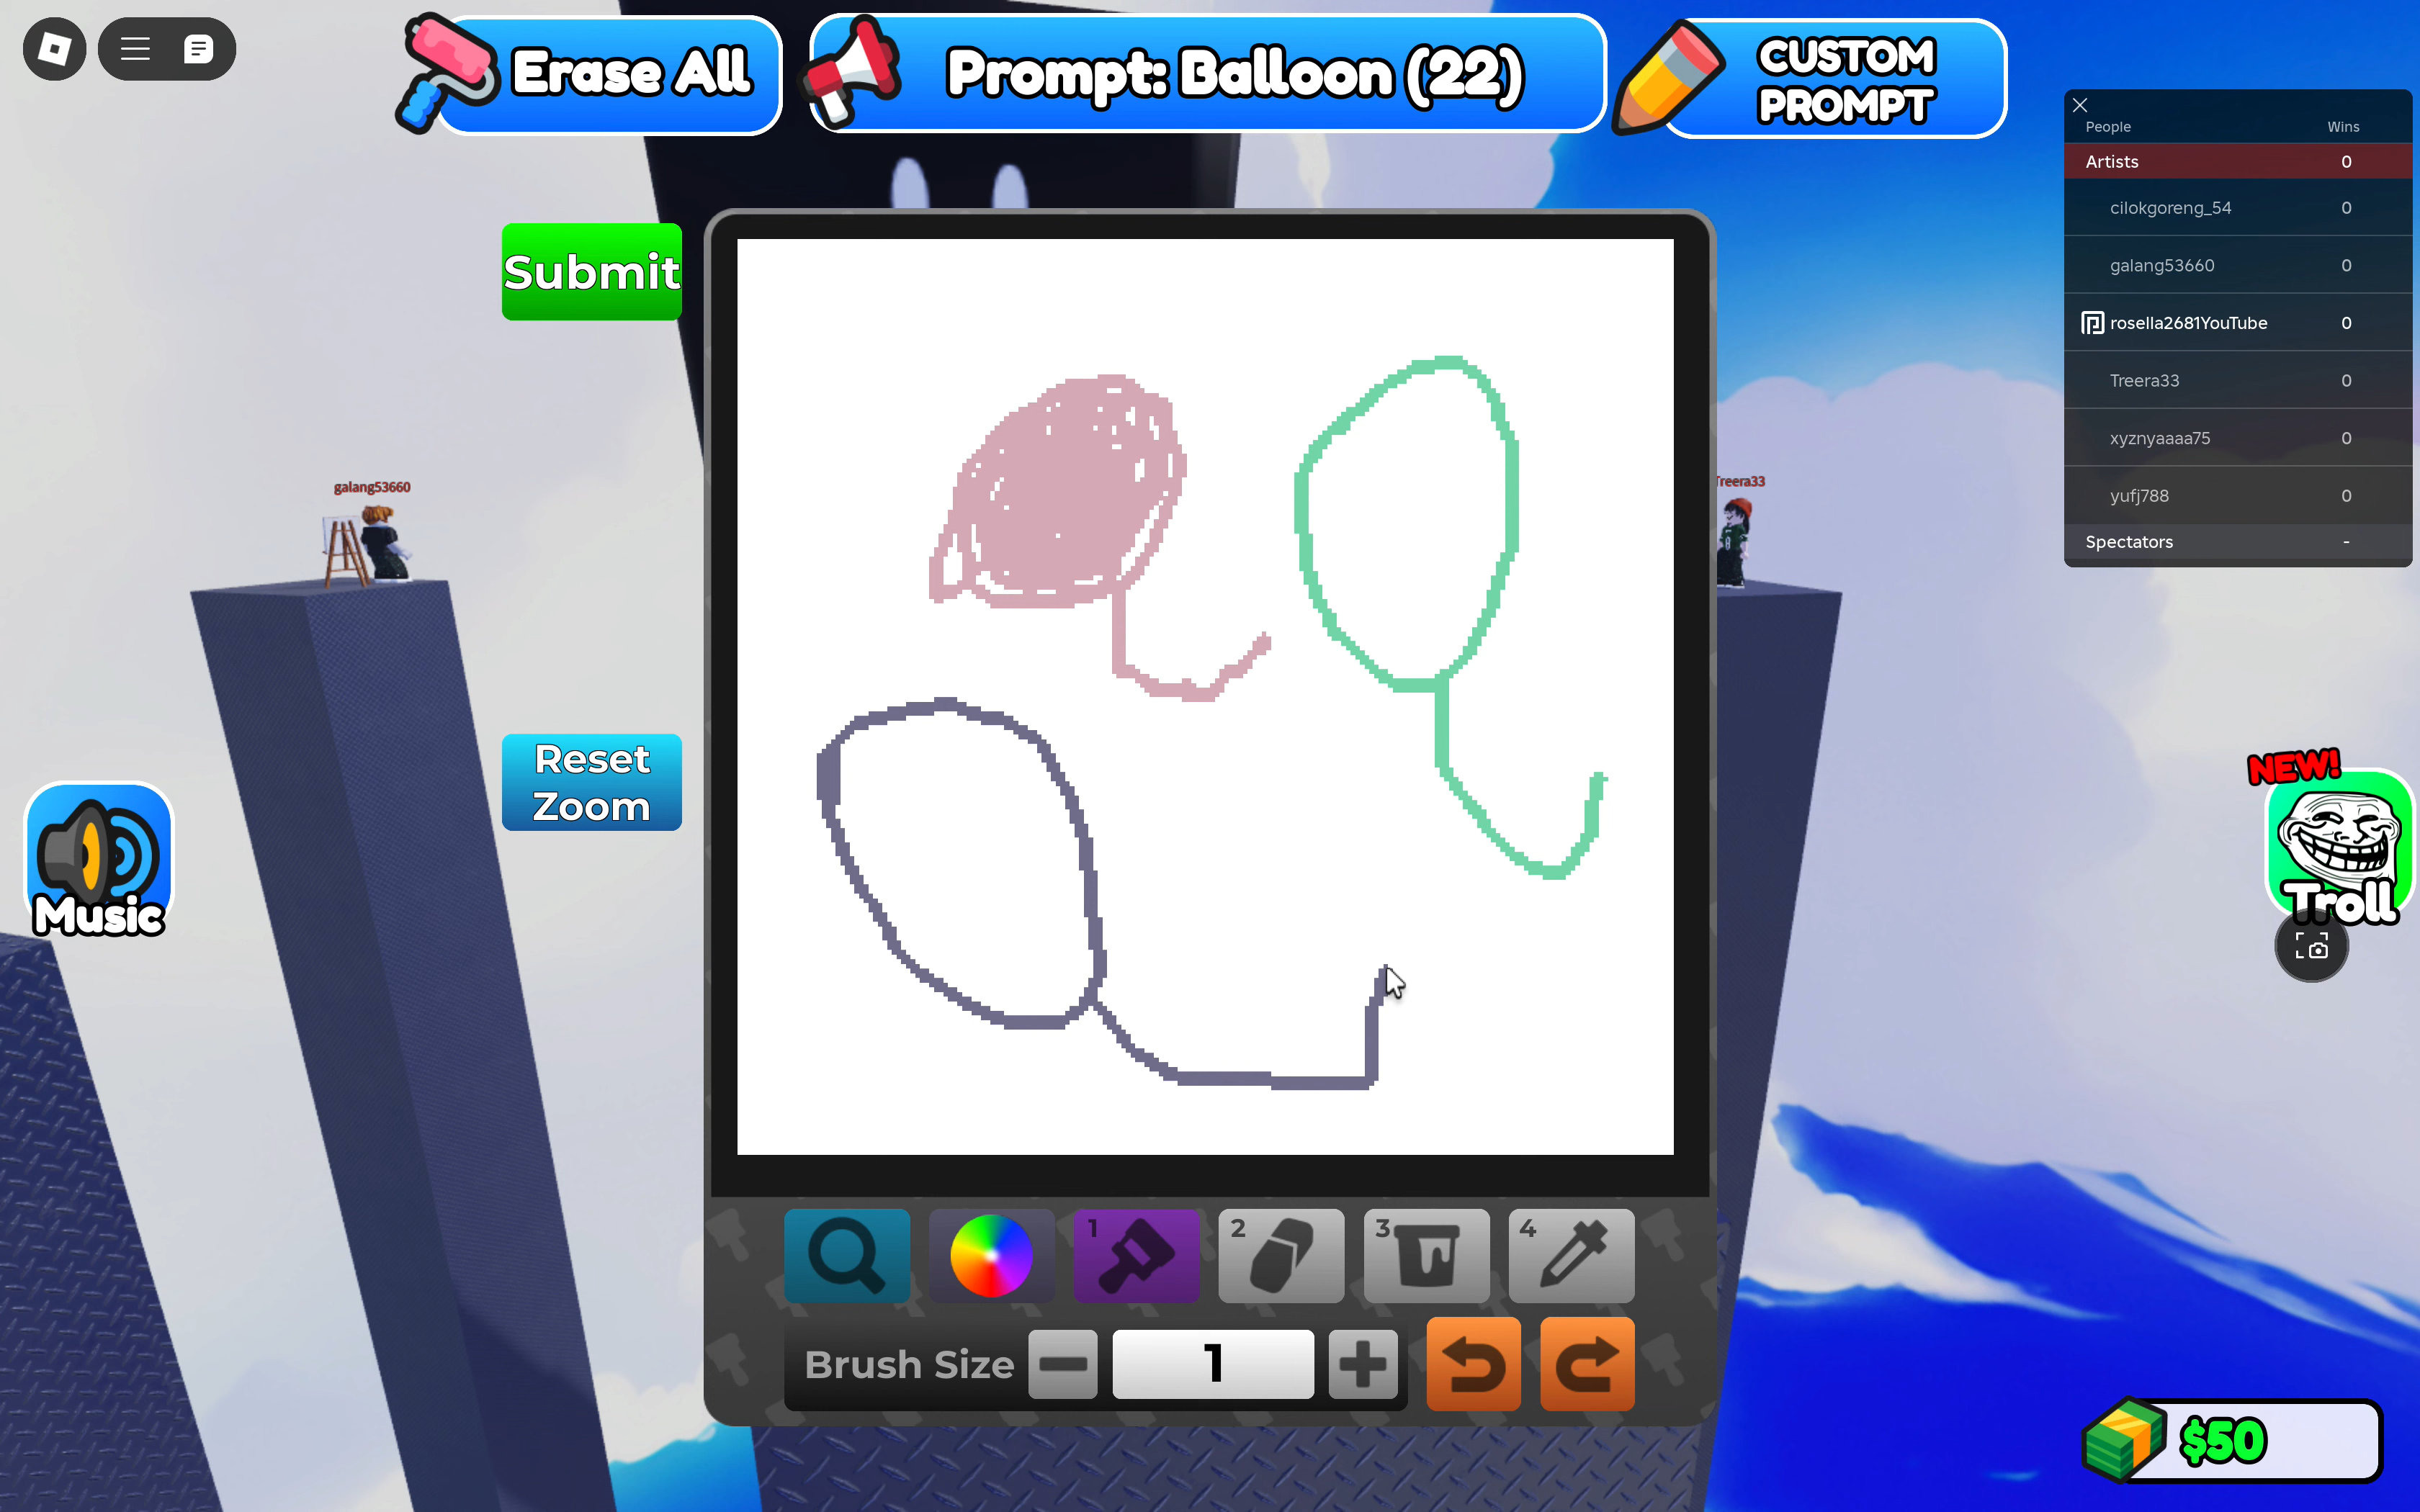 Erase All
Prompt: Balloon (22)
CUSTOM
PROMPT
People Wins
Artists 0
cilokgoreng_54 0
galang53660 0
rosella2681YouTube 0
Treera33 0
xyznyaaaa75 0
yufj788 0
Spectators -
Submit
galang53660
Treera33
Reset
Zoom
Music
NEW!
Troll
1
2
3
4
Brush Size 1
$50